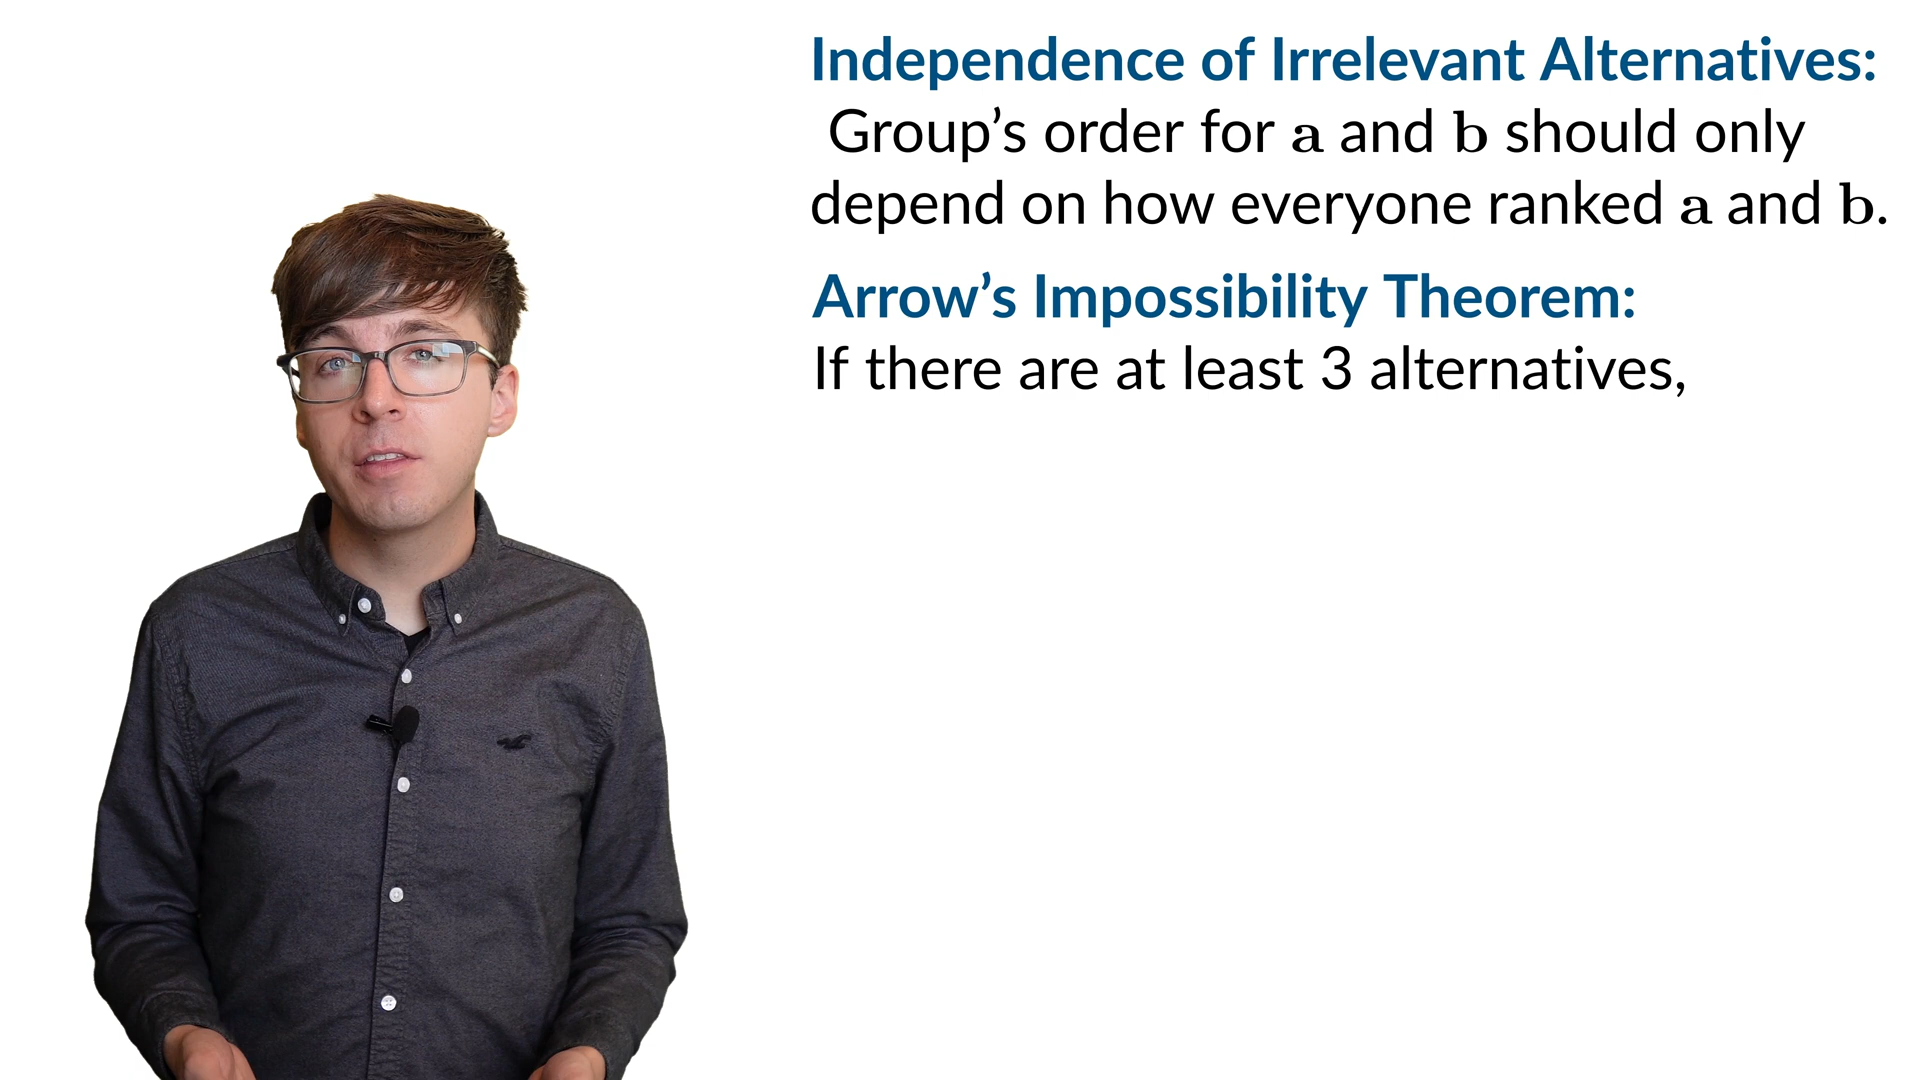 Independence of Irrelevant Alternatives:
Group’s order for a and b should only
depend on how everyone ranked a and b.
Arrow’s Impossibility Theorem:
If there are at least 3 alternatives,